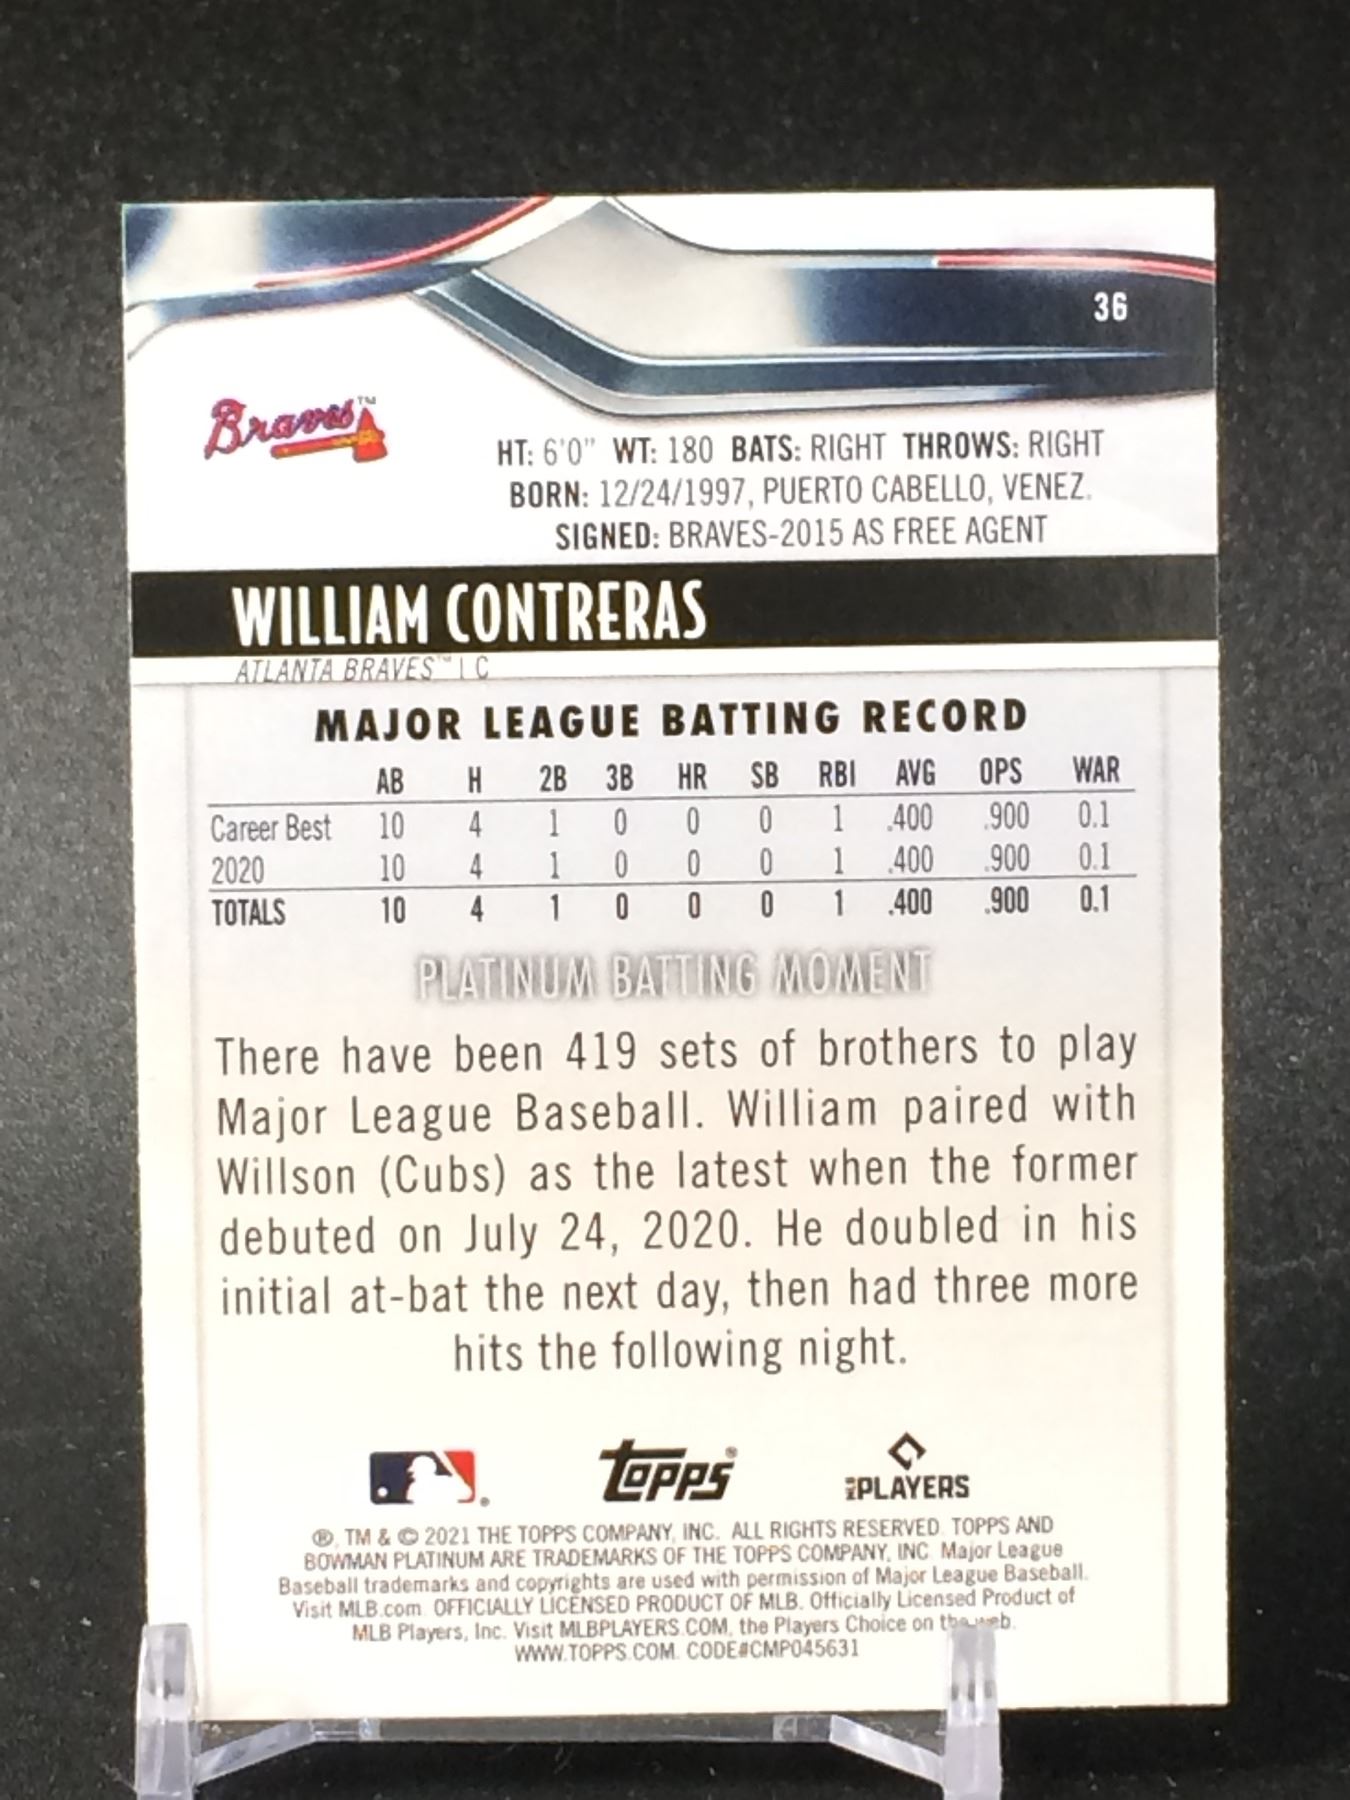 36
Braves™
HT: 6'0" WT: 180 BATS: RIGHT THROWS: RIGHT
BORN: 12/24/1997, PUERTO CABELLO, VENEZ.
SIGNED: BRAVES-2015 AS FREE AGENT
WILLIAM CONTRERAS
ATLANTA BRAVES™ | C
MAJOR LEAGUE BATTING RECORD
AB H 2B 3B HR SB RBI AVG OPS WAR
Career Best 10 4 1 0 0 0 1 .400 .900 0.1
2020 10 4 1 0 0 0 1 .400 .900 0.1
TOTALS 10 4 1 0 0 0 1 .400 .900 0.1
PLATINUM BATTING MOMENT
There have been 419 sets of brothers to play
Major League Baseball. William paired with
Willson (Cubs) as the latest when the former
debuted on July 24, 2020. He doubled in his
initial at-bat the next day, then had three more
hits the following night.
topps®
MLB PLAYERS
®, TM & © 2021 THE TOPPS COMPANY, INC. ALL RIGHTS RESERVED. TOPPS AND
BOWMAN PLATINUM ARE TRADEMARKS OF THE TOPPS COMPANY, INC. Major League
Baseball trademarks and copyrights are used with permission of Major League Baseball.
Visit MLB.com. OFFICIALLY LICENSED PRODUCT OF MLB. Officially Licensed Product of
MLB Players, Inc. Visit MLBPLAYERS.COM, the Players Choice on the web.
WWW.TOPPS.COM. CODE#CMP045631